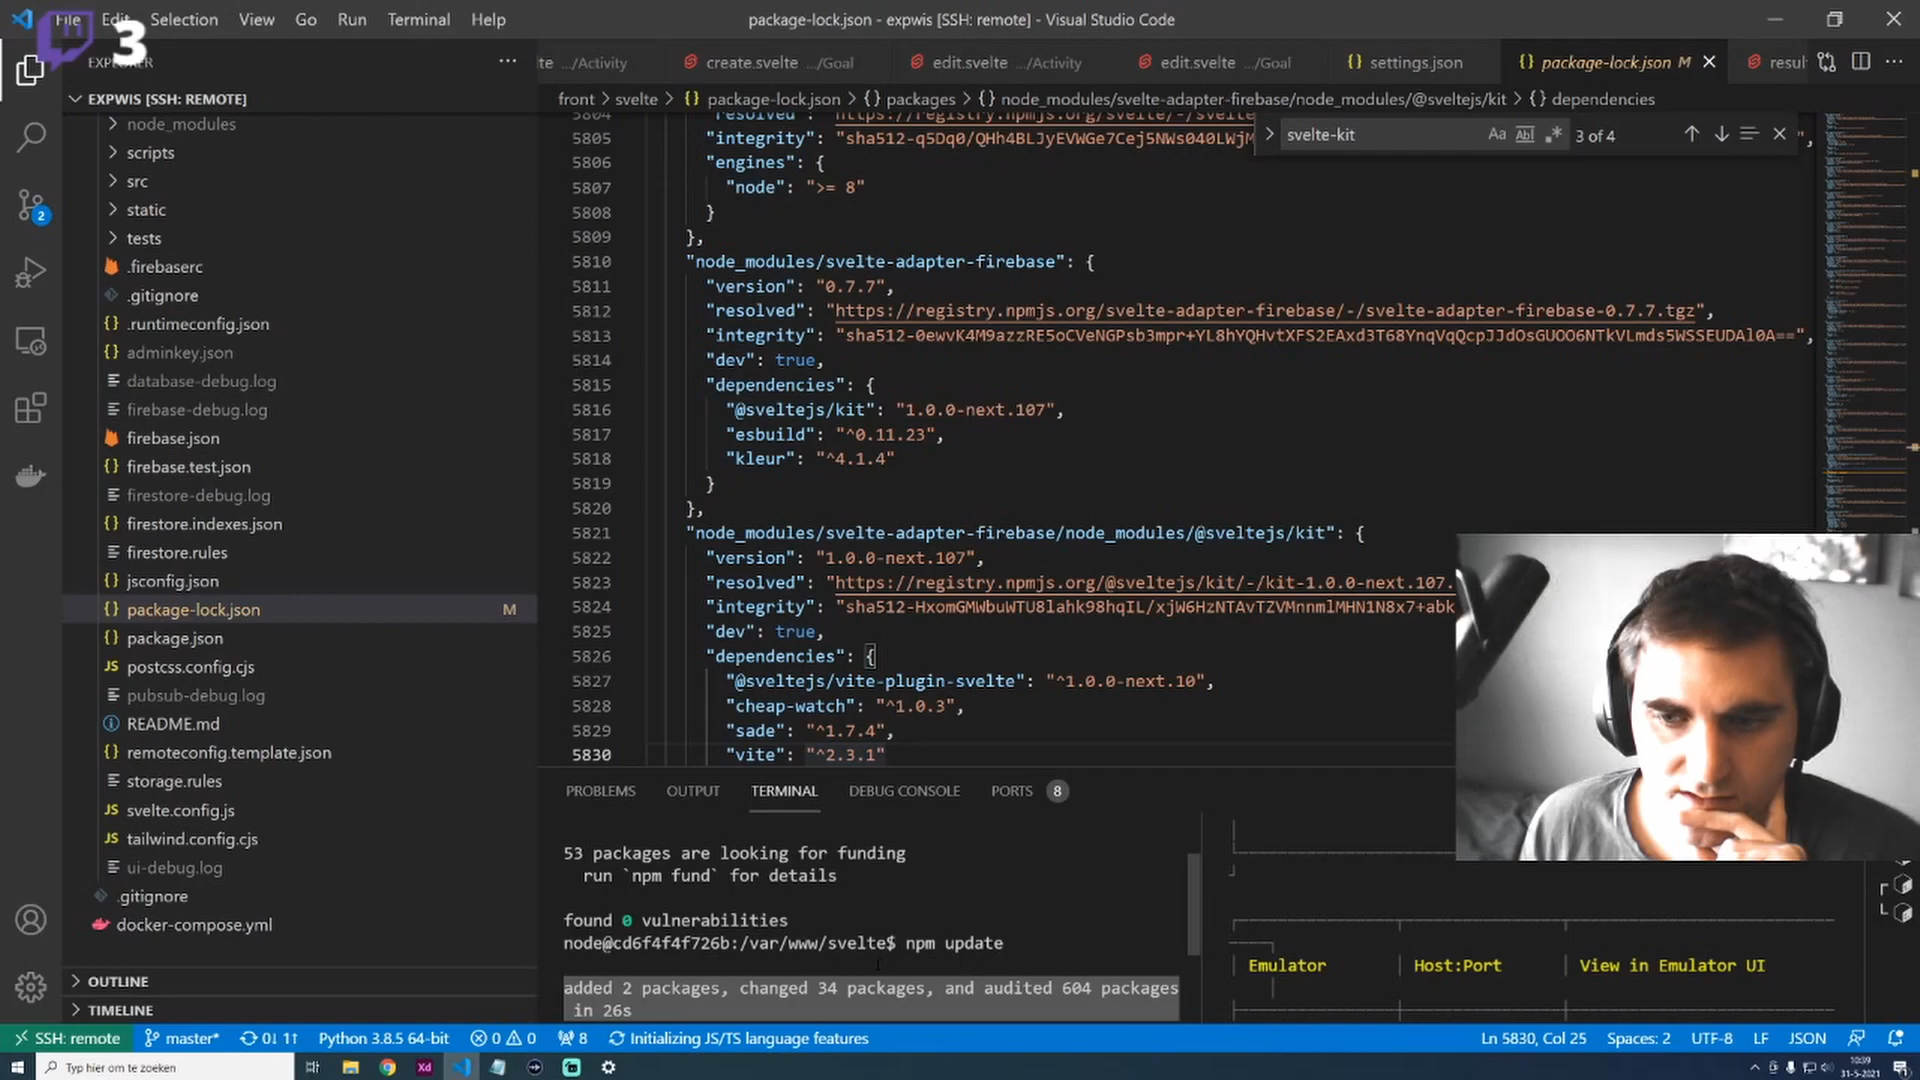 File Edit Selection View Go Run Terminal Help
package-lock.json - expwis [SSH: remote] - Visual Studio Code
3
EXPLORER
EXPWIS [SSH: REMOTE]
node_modules
scripts
src
static
tests
.firebaserc
.gitignore
.runtimeconfig.json
adminkey.json
database-debug.log
firebase-debug.log
firebase.json
firebase.test.json
firestore-debug.log
firestore.indexes.json
firestore.rules
jsconfig.json
package-lock.json M
package.json
postcss.config.cjs
pubsub-debug.log
README.md
remoteconfig.template.json
storage.rules
svelte.config.js
tailwind.config.cjs
ui-debug.log
.gitignore
docker-compose.yml
OUTLINE
TIMELINE
2
.../Activity create.svelte .../Goal edit.svelte .../Activity edit.svelte .../Goal settings.json package-lock.json M
front > svelte > {} package-lock.json > {} packages > {} node_modules/svelte-adapter-firebase/node_modules/@sveltejs/kit > {} dependencies
svelte-kit Aa 3 of 4
5805 "integrity": "sha512-q5Dq0/QHh4BLJyEVWGe7Cej5NWs040LWj
5806 "engines": {
5807 "node": ">= 8"
5808 }
5809 },
5810 "node_modules/svelte-adapter-firebase": {
5811 "version": "0.7.7",
5812 "resolved": "https://registry.npmjs.org/svelte-adapter-firebase/-/svelte-adapter-firebase-0.7.7.tgz",
5813 "integrity": "sha512-0ewvK4M9azzRE5oCVeNGPsb3mpr+YL8hYQHvtXFS2EAxd3T68YnqVqQcpJJdOsGUOO6NTkVLmds5WSSEUDAl0A==",
5814 "dev": true,
5815 "dependencies": {
5816 "@sveltejs/kit": "1.0.0-next.107",
5817 "esbuild": "^0.11.23",
5818 "kleur": "^4.1.4"
5819 }
5820 },
5821 "node_modules/svelte-adapter-firebase/node_modules/@sveltejs/kit": {
5822 "version": "1.0.0-next.107",
5823 "resolved": "https://registry.npmjs.org/@sveltejs/kit/-/kit-1.0.0-next.107.
5824 "integrity": "sha512-HxomGMWbuWTU8lahk98hqIL/xjW6HzNTAvTZVMnnmlMHN1N8x7+abk
5825 "dev": true,
5826 "dependencies": {
5827 "@sveltejs/vite-plugin-svelte": "^1.0.0-next.10",
5828 "cheap-watch": "^1.0.3",
5829 "sade": "^1.7.4",
5830 "vite": "^2.3.1"
PROBLEMS OUTPUT TERMINAL DEBUG CONSOLE PORTS 8
53 packages are looking for funding
run `npm fund` for details
found 0 vulnerabilities
node@cd6f4f4f726b:/var/www/svelte$ npm update
added 2 packages, changed 34 packages, and audited 604 packages
in 26s
Emulator Host:Port View in Emulator UI
SSH: remote master* 0↓ 1↑ Python 3.8.5 64-bit 0 0 8 Initializing JS/TS language features Ln 5830, Col 25 Spaces: 2 UTF-8 LF JSON
Typ hier om te zoeken
Xd
10:39
31-5-2021